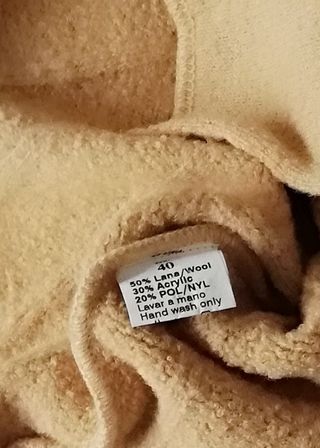 40
50% Lana/Wool
30% Acrylic
20% POL/NYL
Lavar a mano
Hand wash only